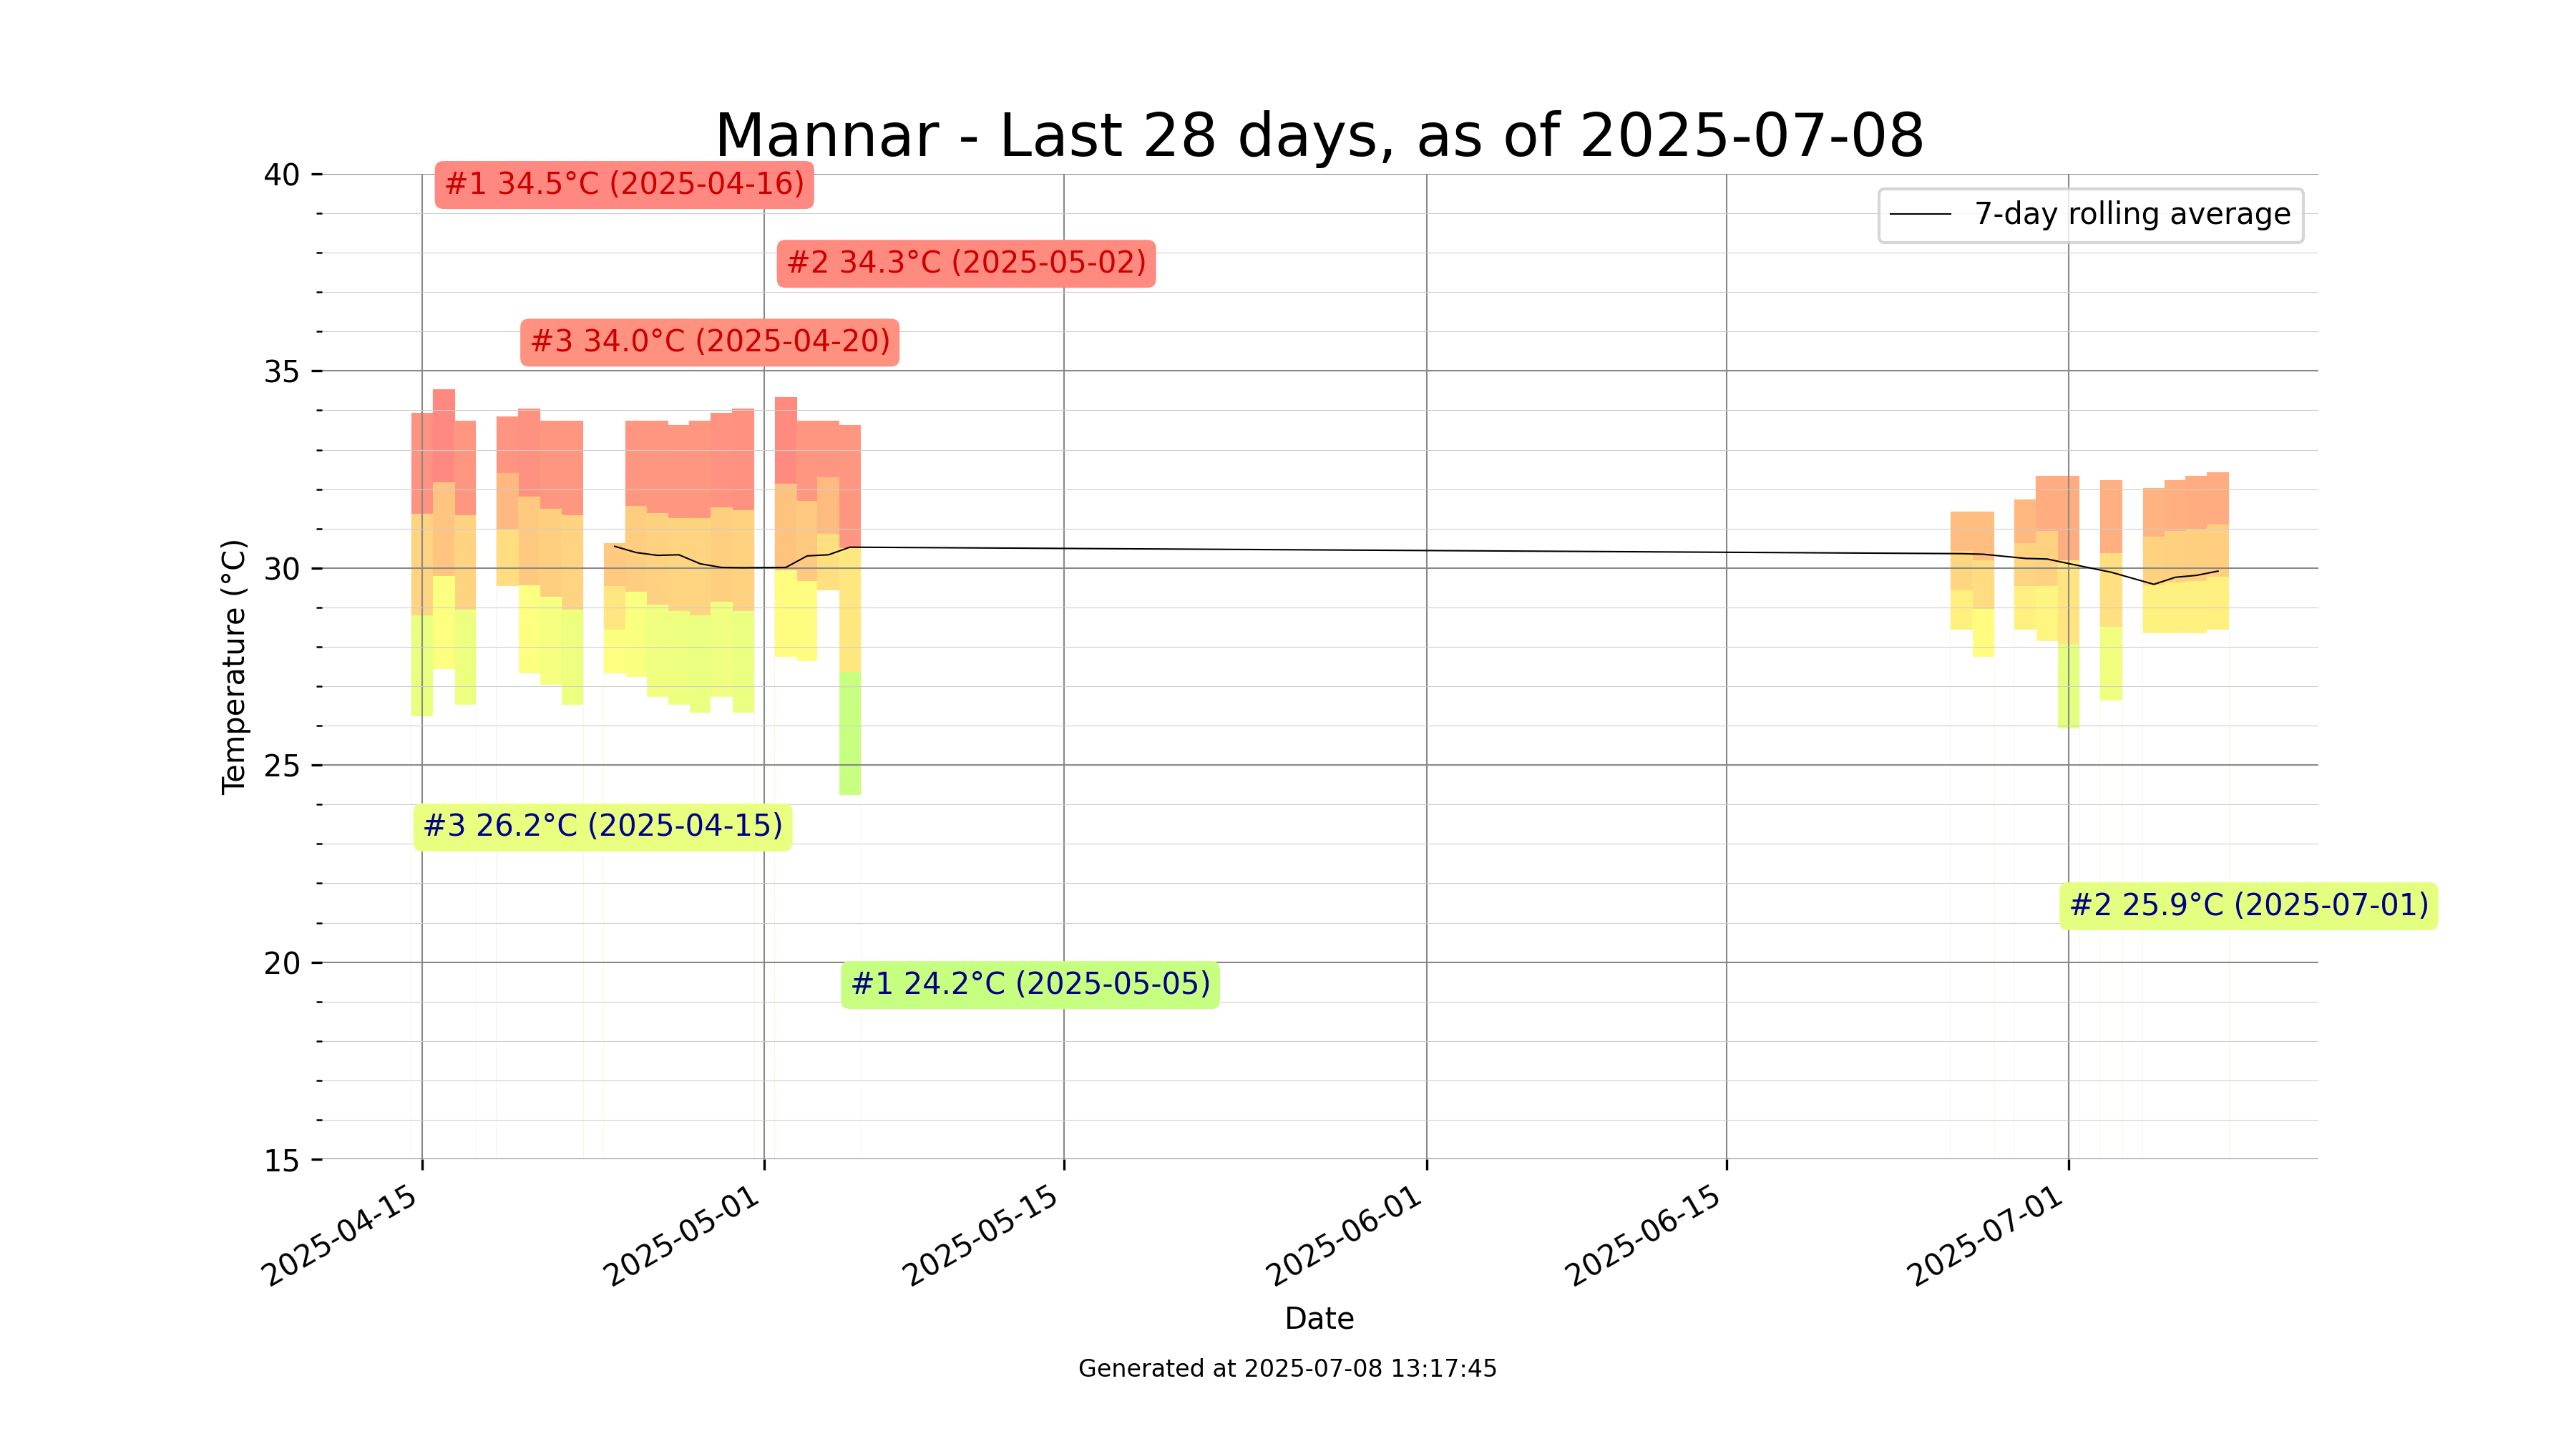 Mannar - Last 28 days, as of 2025-07-08
40
#1 34.5°C (2025-04-16)
7-day rolling average
#2 34.3°C (2025-05-02)
#3 34.0°C (2025-04-20)
35
30
Temperature (°C)
25
#3 26.2°C (2025-04-15)
#2 25.9°C (2025-07-01)
20
#1 24.2°C (2025-05-05)
15
2025-04-15
2025-05-01
2025-05-15
2025-06-01
2025-06-15
2025-07-01
Date
Generated at 2025-07-08 13:17:45